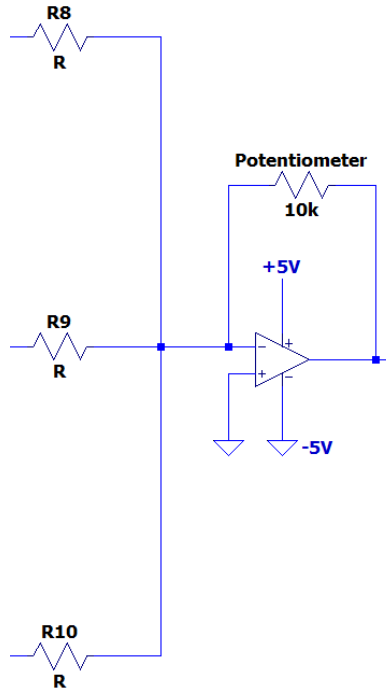 R8
R
Potentiometer
10k
+5V
R9
R
-5V
R10
R